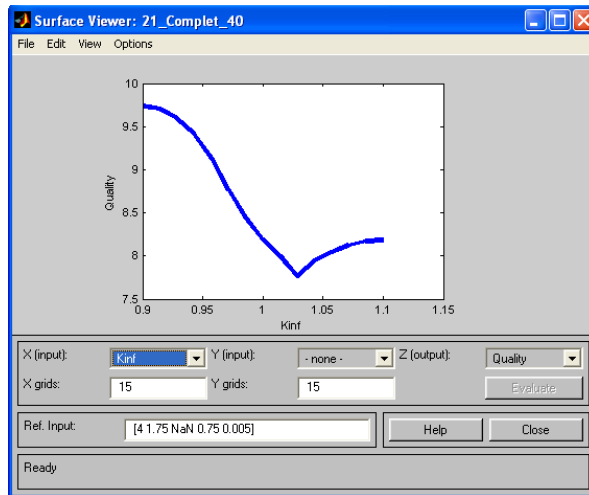 Surface Viewer: 21_Complet_40
File Edit View Options
10
9.5
9
8.5
8
7.5
Quality
0.9 0.95 1 1.05 1.1 1.15
Kinf
X (input): Kinf Y (input): - none - Z (output): Quality
X grids: 15 Y grids: 15 Evaluate
Ref. Input: [4 1.75 NaN 0.75 0.005] Help Close
Ready